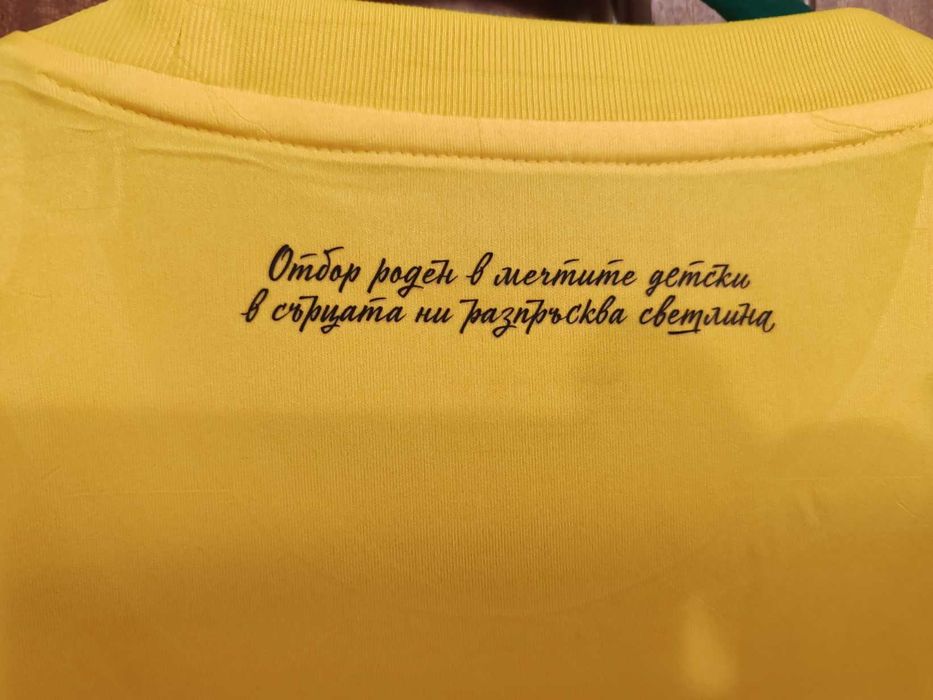 Отбор роден в мечтите детски
в сърцата ни разпръсква светлина